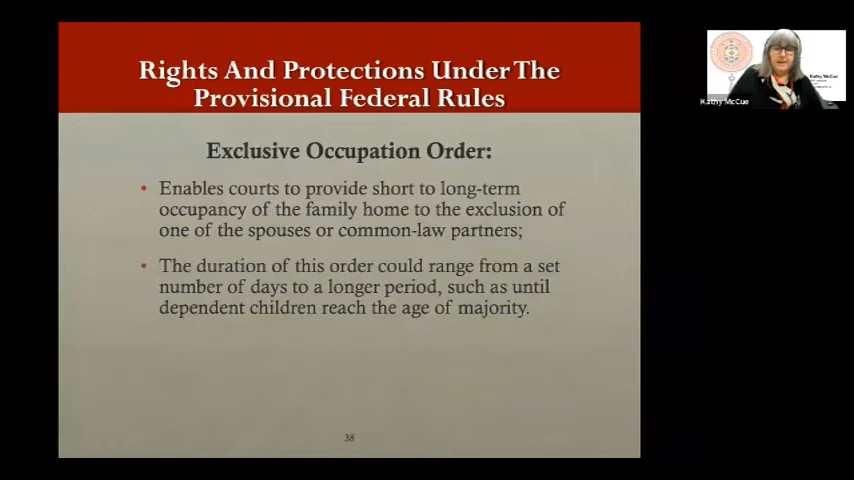 Rights And Protections Under The
Provisional Federal Rules
Exclusive Occupation Order:
• Enables courts to provide short to long-term
occupancy of the family home to the exclusion of
one of the spouses or common-law partners;
• The duration of this order could range from a set
number of days to a longer period, such as until
dependent children reach the age of majority.
38
Kathy McCue
Kathy McCue